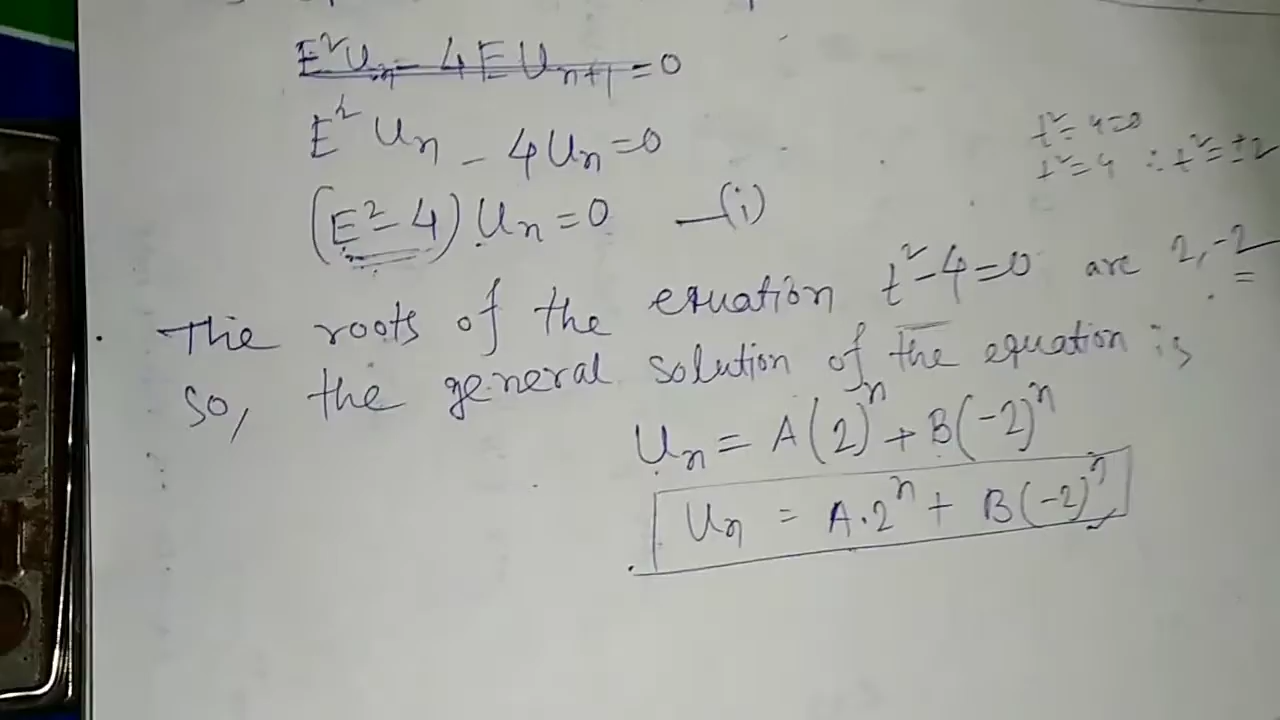 E²Uₙ - 4EUₙ₊₁ = 0
E²Uₙ - 4Uₙ = 0
t² - 4 = 0
t² = 4 ∴ t² = ±2
(E² - 4) Uₙ = 0 —(i)
The roots of the equation t² - 4 = 0 are 2, -2
so, the general solution of the equation is
Uₙ = A(2)ⁿ + B(-2)ⁿ
Uₙ = A·2ⁿ + B(-2)ⁿ